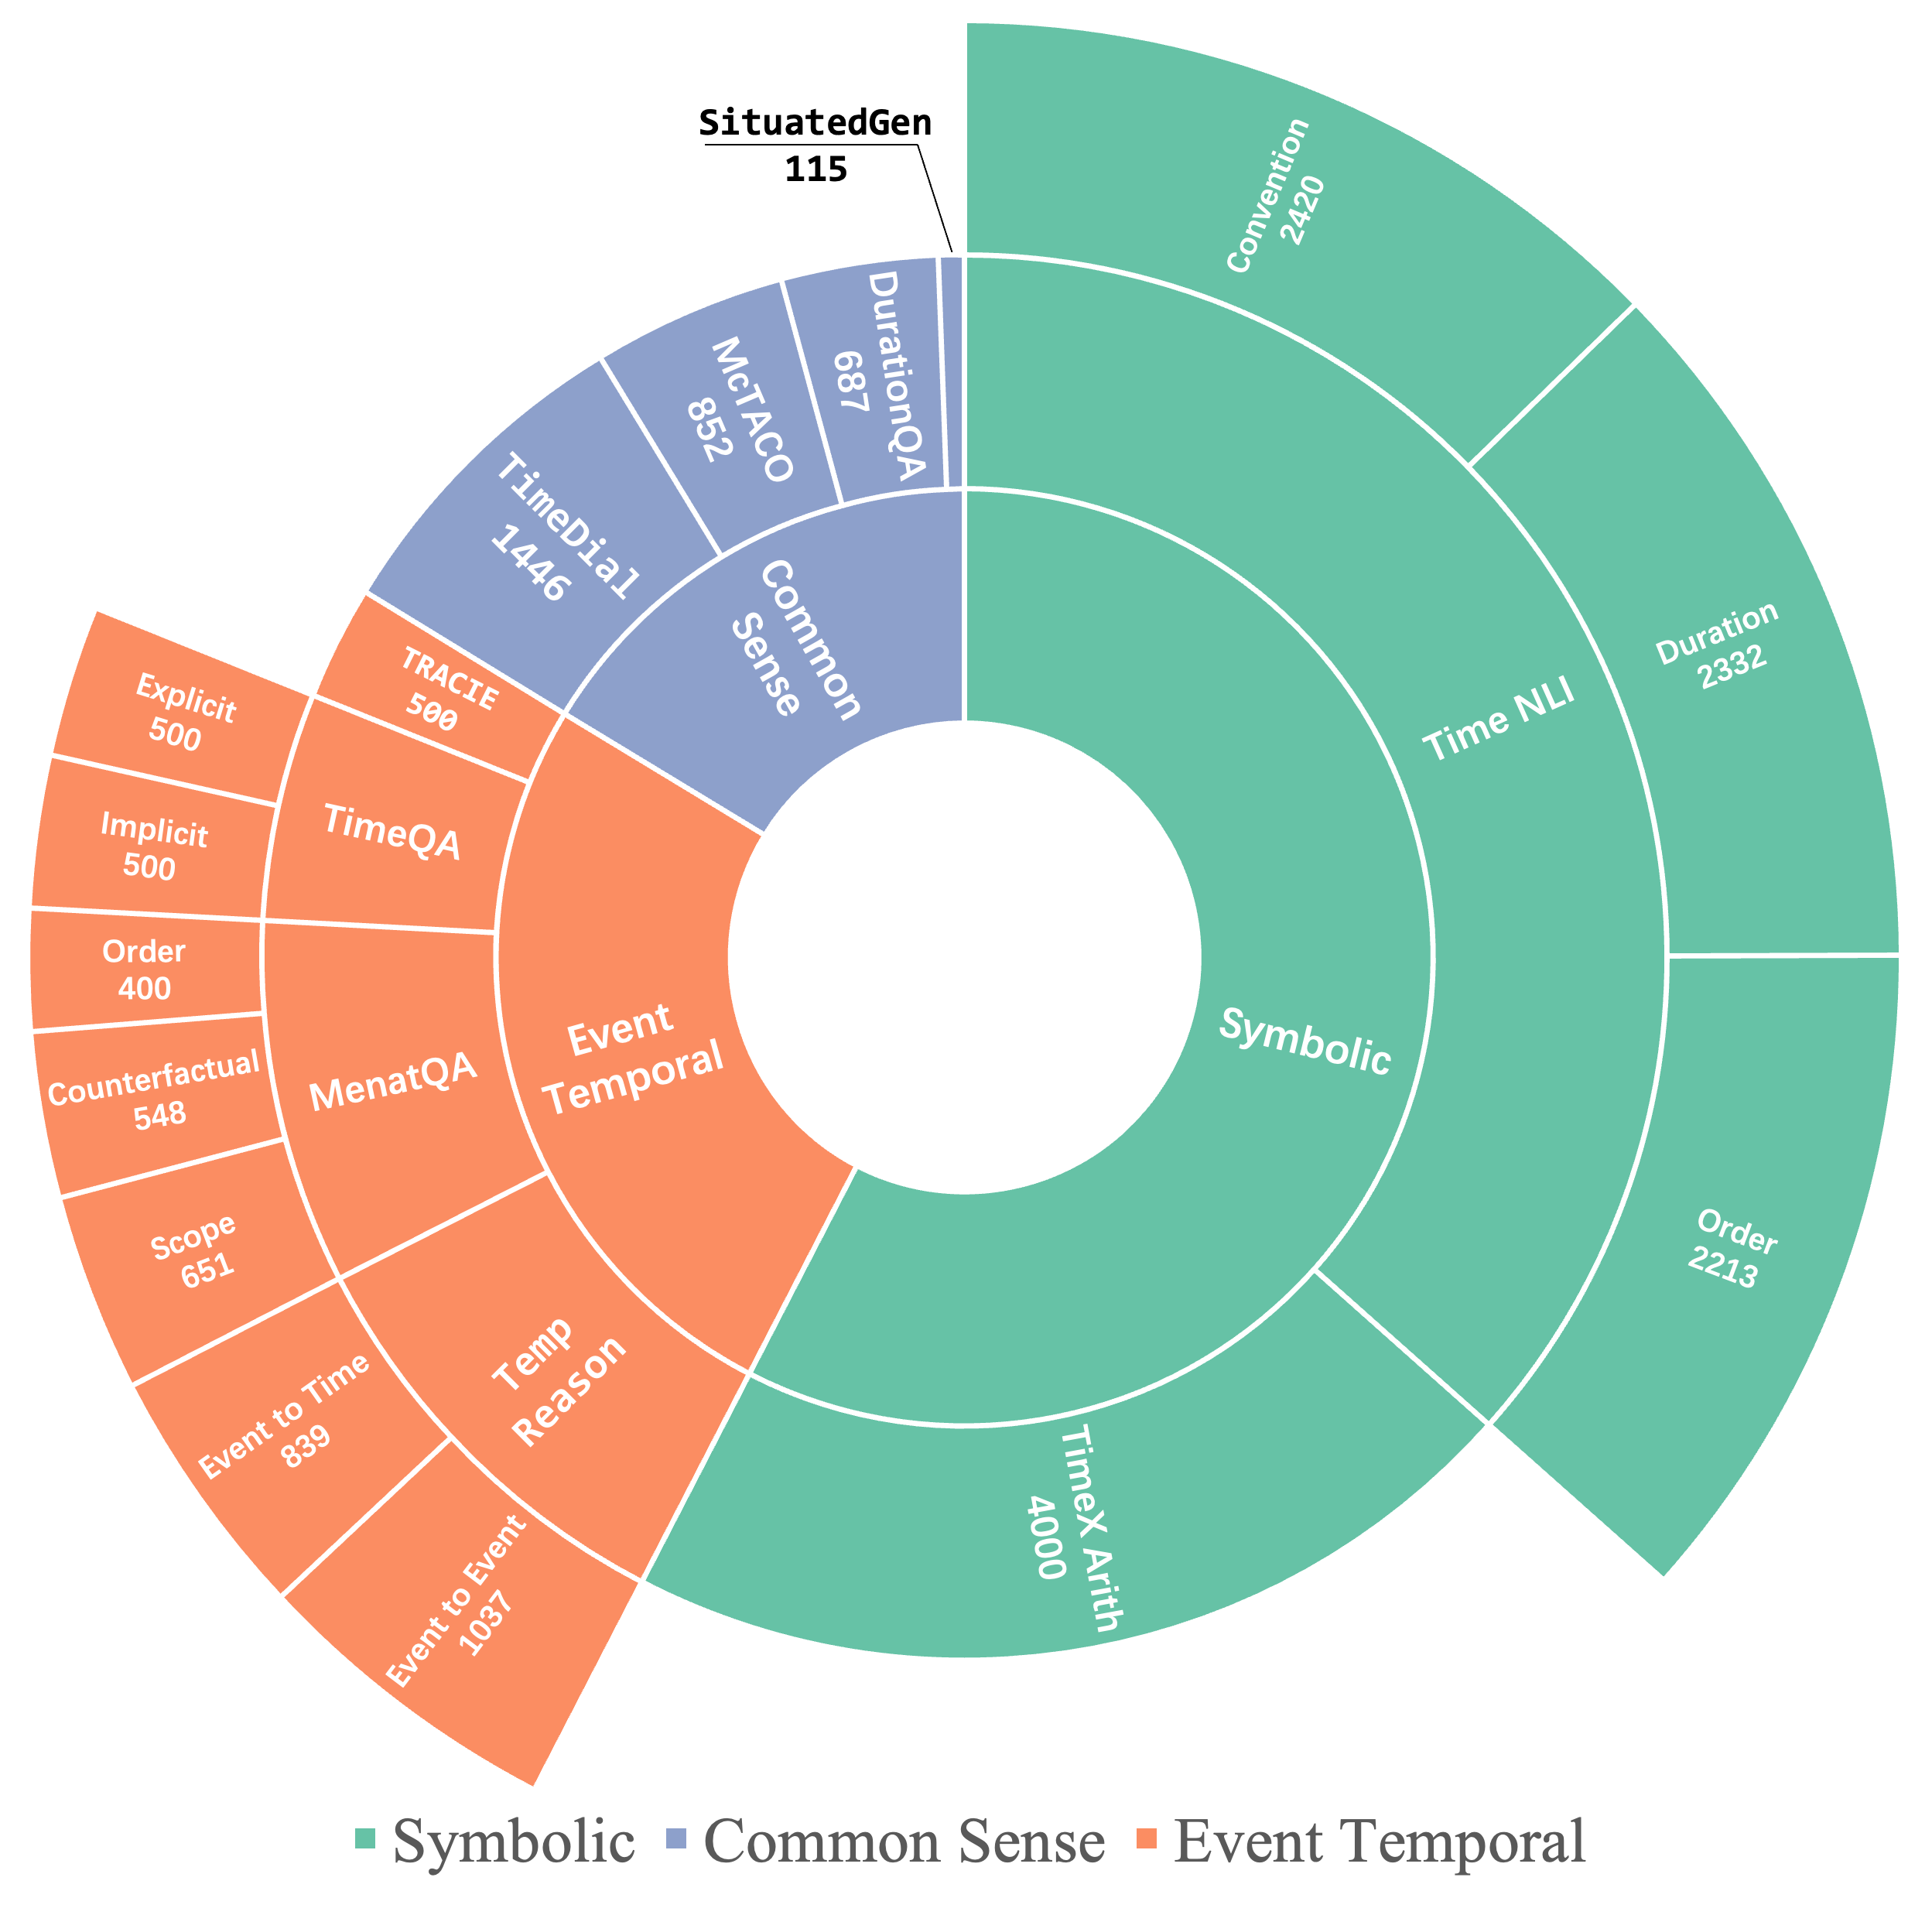 SituatedGen
115
Convention
2420
Duration
2332
Time NLI
Order
2213
Symbolic
TimeX Arith
4000
DurationQA
687
McTACO
852
TimeDial
1446
Common
Sense
TRACIE
500
Explicit
500
TimeQA
Implicit
500
Order
400
Counterfactual
548
MenatQA
Event
Temporal
Scope
651
Event to Time
839
Temp
Reason
Event to Event
1037
Symbolic
Common Sense
Event Temporal